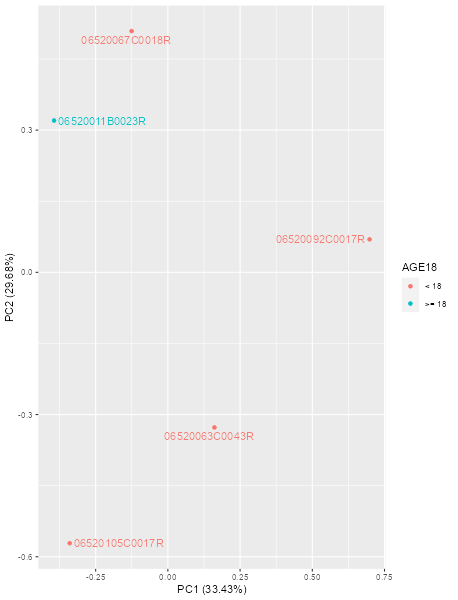 06520067C0018R
06520011B0023R
06520092C0017R
06520063C0043R
06520105C0017R
0.3
0.0
-0.3
-0.6
-0.25
0.00
0.25
0.50
0.75
PC1 (33.43%)
PC2 (29.68%)
AGE18
< 18
>= 18